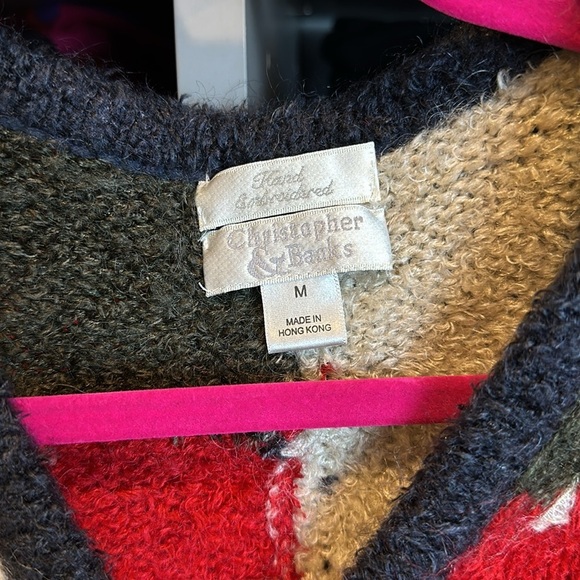 Hand
Embroidered
Christopher
& Banks
M
MADE IN
HONG KONG